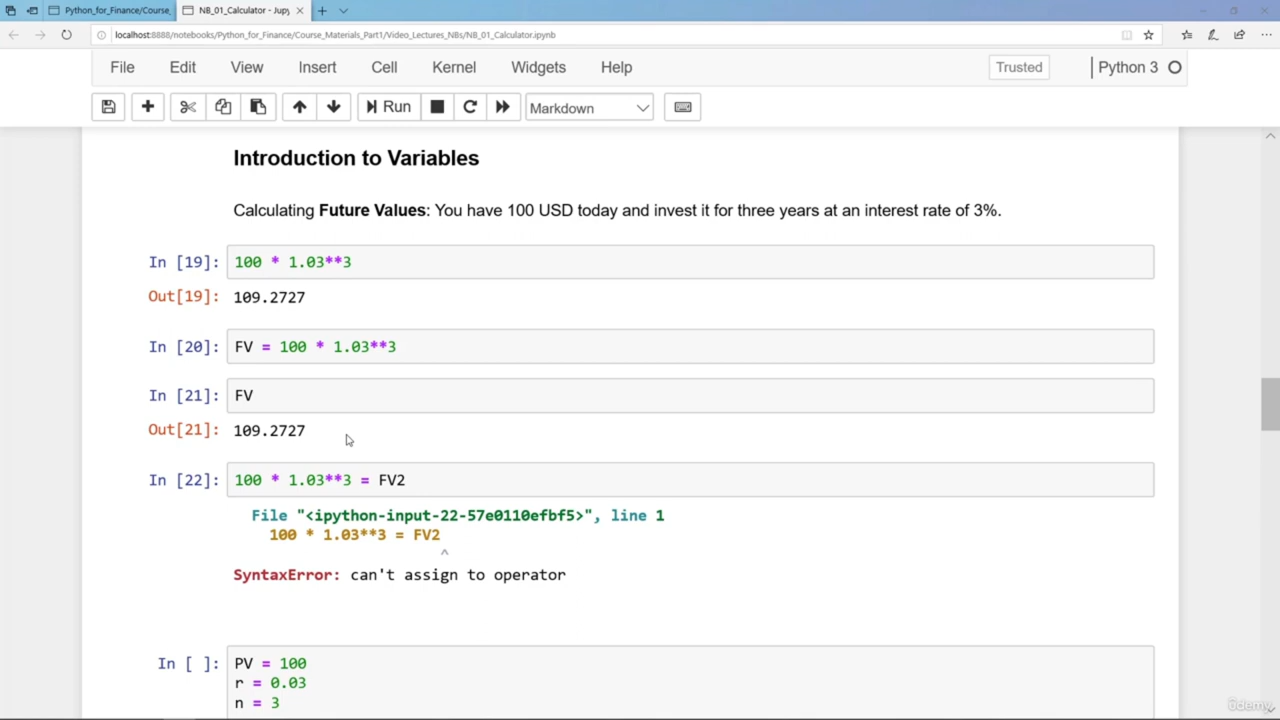 Python_for_Finance/Course_
NB_01_Calculator - Jupy
localhost:8888/notebooks/Python_for_Finance/Course_Materials_Part1/Video_Lectures_NBs/NB_01_Calculator.ipynb
File Edit View Insert Cell Kernel Widgets Help Trusted Python 3
Run Markdown
Introduction to Variables
Calculating Future Values: You have 100 USD today and invest it for three years at an interest rate of 3%.
In [19]: 100 * 1.03**3
Out[19]: 109.2727
In [20]: FV = 100 * 1.03**3
In [21]: FV
Out[21]: 109.2727
In [22]: 100 * 1.03**3 = FV2
File "<ipython-input-22-57e0110efbf5>", line 1
100 * 1.03**3 = FV2
^
SyntaxError: can't assign to operator
In [ ]: PV = 100
r = 0.03
n = 3
Udemy